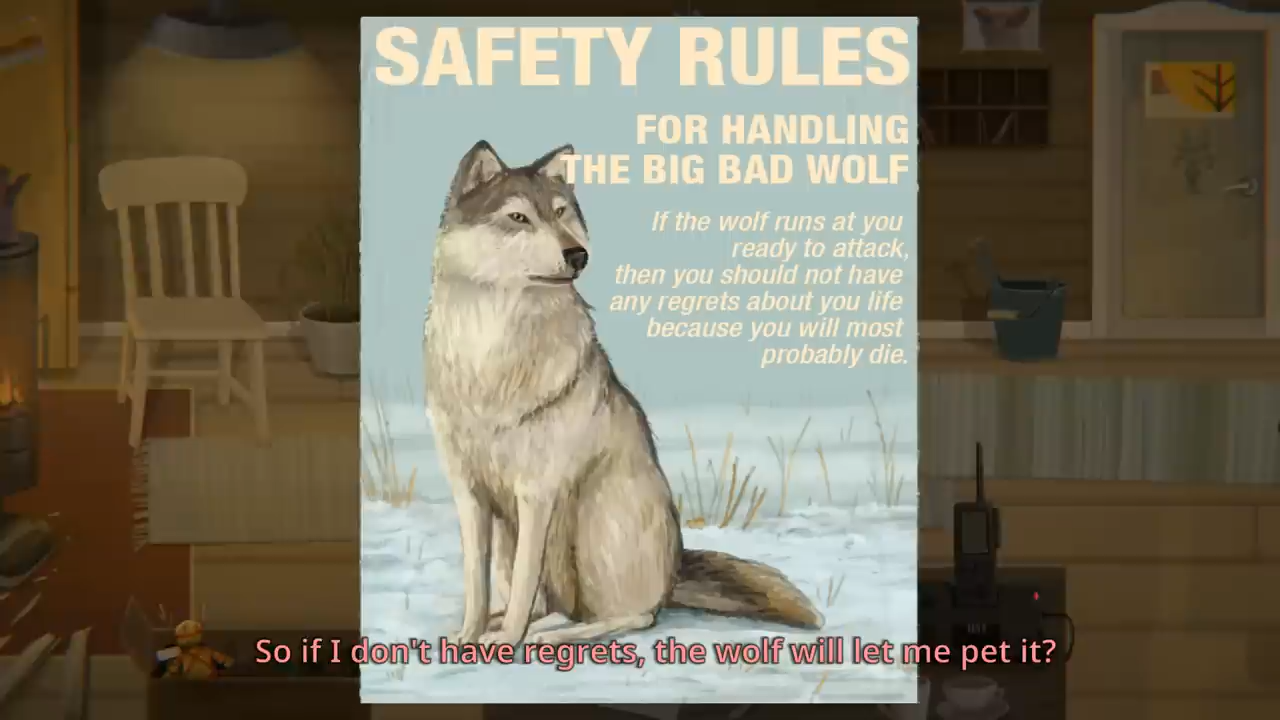 SAFETY RULES
FOR HANDLING
THE BIG BAD WOLF
If the wolf runs at you
ready to attack,
then you should not have
any regrets about you life
because you will most
probably die.
So if I don't have regrets, the wolf will let me pet it?